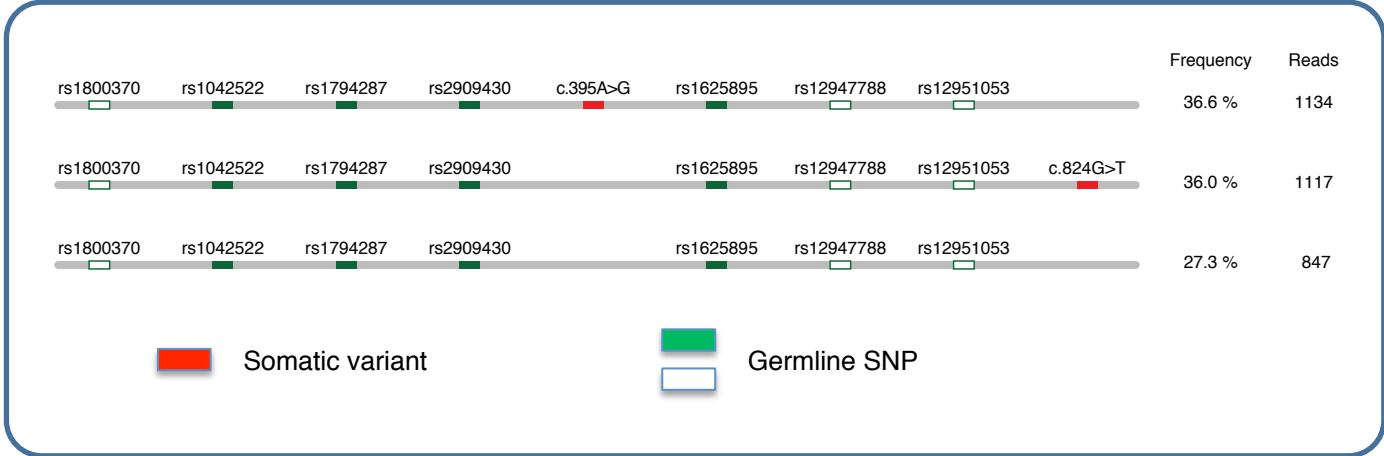 Frequency Reads
rs1800370 rs1042522 rs1794287 rs2909430 c.395A>G rs1625895 rs12947788 rs12951053
36.6 % 1134
rs1800370 rs1042522 rs1794287 rs2909430 rs1625895 rs12947788 rs12951053 c.824G>T
36.0 % 1117
rs1800370 rs1042522 rs1794287 rs2909430 rs1625895 rs12947788 rs12951053
27.3 % 847
Somatic variant Germline SNP